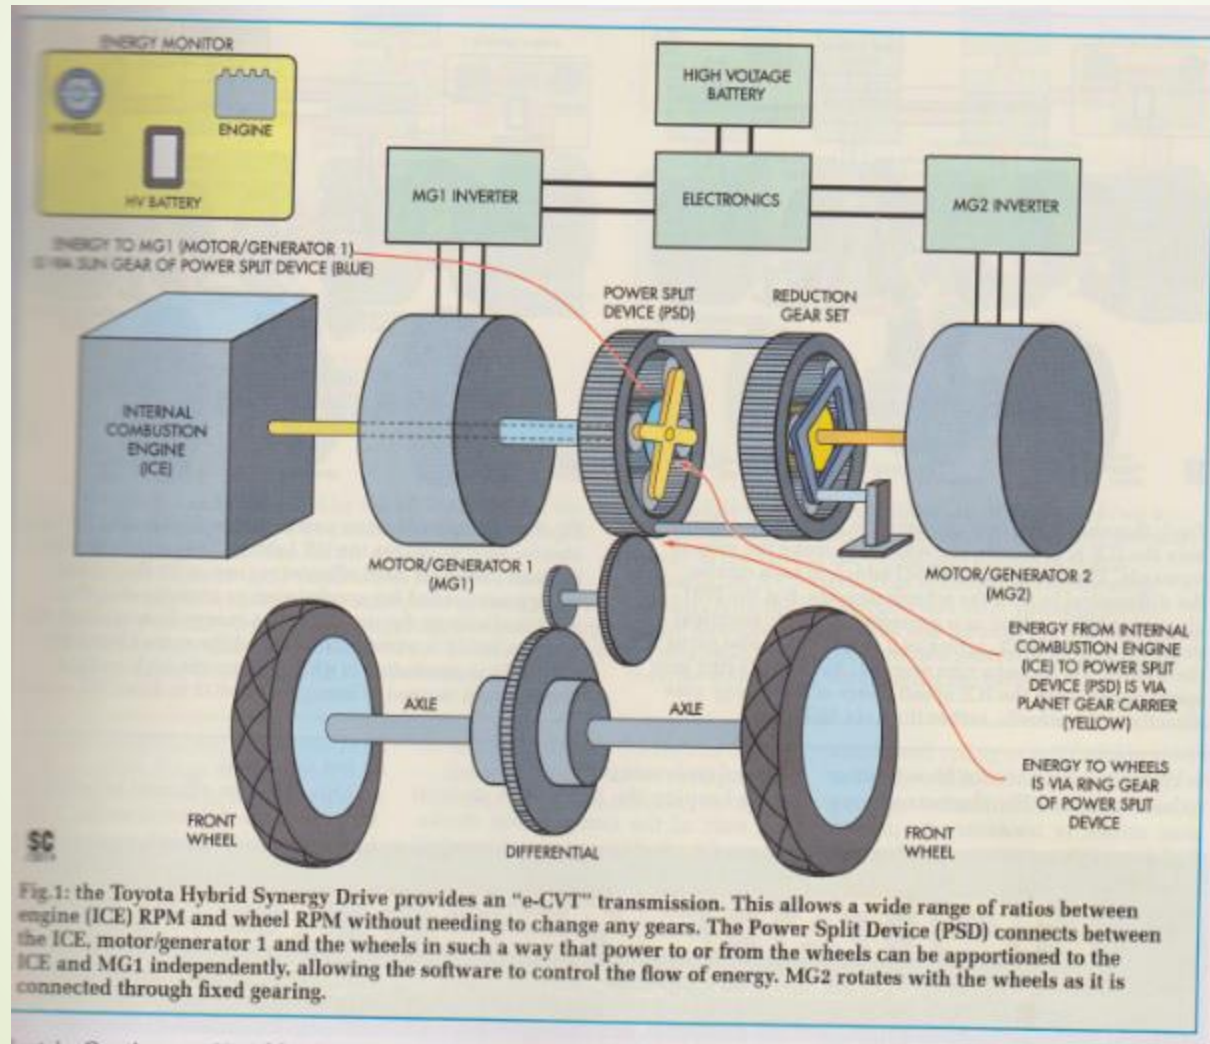 ENERGY MONITOR
WHEELS
ENGINE
HV BATTERY
HIGH VOLTAGE
BATTERY
MG1 INVERTER
ELECTRONICS
MG2 INVERTER
ENERGY TO MG1 (MOTOR/GENERATOR 1)
IS VIA SUN GEAR OF POWER SPLIT DEVICE (BLUE)
POWER SPLIT
DEVICE (PSD)
REDUCTION
GEAR SET
INTERNAL
COMBUSTION
ENGINE
(ICE)
MOTOR/GENERATOR 1
(MG1)
MOTOR/GENERATOR 2
(MG2)
ENERGY FROM INTERNAL
COMBUSTION ENGINE
(ICE) TO POWER SPLIT
DEVICE (PSD) IS VIA
PLANET GEAR CARRIER
(YELLOW)
AXLE
AXLE
ENERGY TO WHEELS
IS VIA RING GEAR
OF POWER SPLIT
DEVICE
FRONT
WHEEL
DIFFERENTIAL
FRONT
WHEEL
SC
Fig.1: the Toyota Hybrid Synergy Drive provides an “e-CVT” transmission. This allows a wide range of ratios between
engine (ICE) RPM and wheel RPM without needing to change any gears. The Power Split Device (PSD) connects between
the ICE, motor/generator 1 and the wheels in such a way that power to or from the wheels can be apportioned to the
ICE and MG1 independently, allowing the software to control the flow of energy. MG2 rotates with the wheels as it is
connected through fixed gearing.